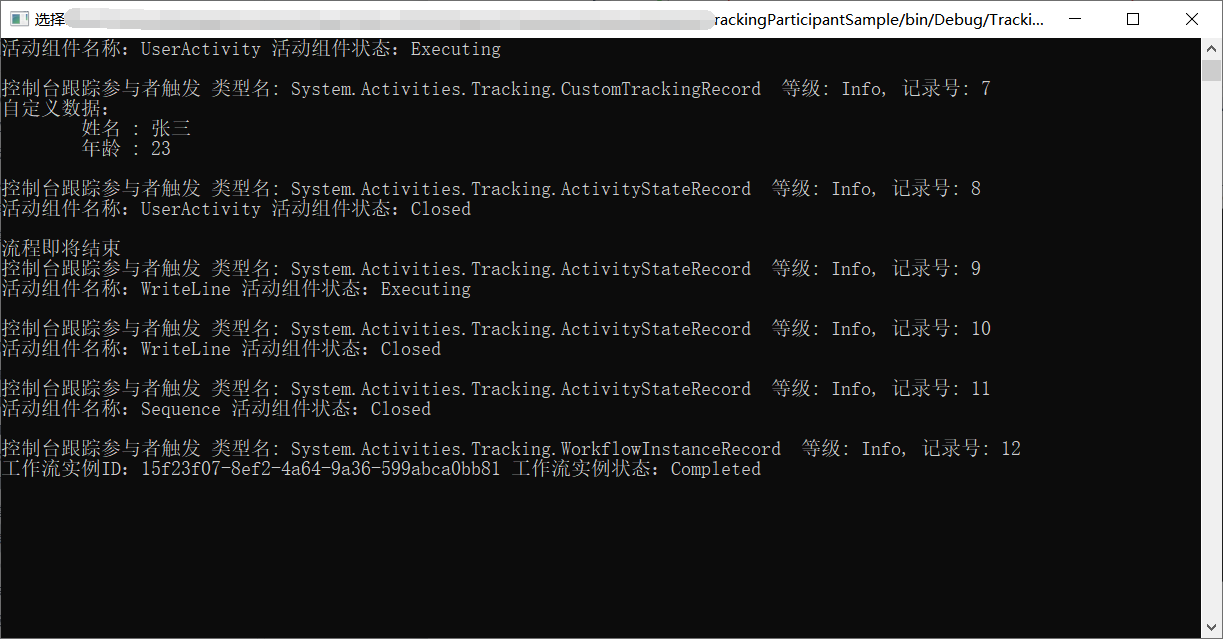 选择 rackingParticipantSample/bin/Debug/Tracki...
活动组件名称: UserActivity 活动组件状态: Executing
控制台跟踪参与者触发 类型名: System.Activities.Tracking.CustomTrackingRecord  等级: Info, 记录号: 7
自定义数据:
姓名 : 张三
年龄 : 23
控制台跟踪参与者触发 类型名: System.Activities.Tracking.ActivityStateRecord  等级: Info, 记录号: 8
活动组件名称: UserActivity 活动组件状态: Closed
流程即将结束
控制台跟踪参与者触发 类型名: System.Activities.Tracking.ActivityStateRecord  等级: Info, 记录号: 9
活动组件名称: WriteLine 活动组件状态: Executing
控制台跟踪参与者触发 类型名: System.Activities.Tracking.ActivityStateRecord  等级: Info, 记录号: 10
活动组件名称: WriteLine 活动组件状态: Closed
控制台跟踪参与者触发 类型名: System.Activities.Tracking.ActivityStateRecord  等级: Info, 记录号: 11
活动组件名称: Sequence 活动组件状态: Closed
控制台跟踪参与者触发 类型名: System.Activities.Tracking.WorkflowInstanceRecord  等级: Info, 记录号: 12
工作流实例ID: 15f23f07-8ef2-4a64-9a36-599abca0bb81 工作流实例状态: Completed